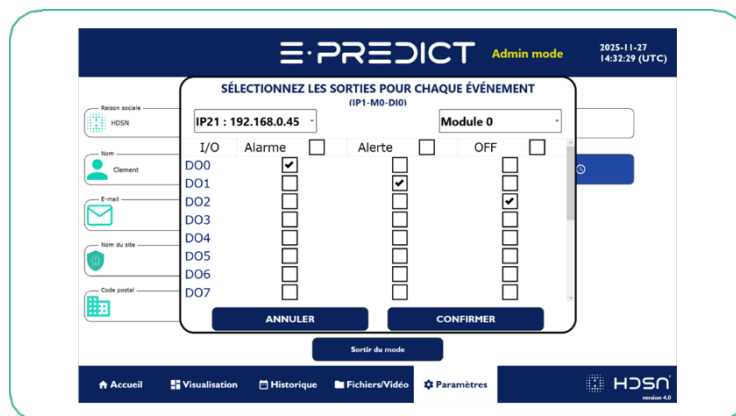 E·PREDICT
Admin mode
2025-11-27
14:32:29 (UTC)
SÉLECTIONNEZ LES SORTIES POUR CHAQUE ÉVÉNEMENT
(IP1-M0-DI0)
Raison sociale
HDSN
IP21 : 192.168.0.45
Module 0
I/O Alarme Alerte OFF
Nom
Clement
DO0
DO1
E-mail
DO2
DO3
Nom du site
DO4
DO5
DO6
Code postel
DO7
ANNULER
CONFIRMER
Sortir du mode
Accueil
Visualisation
Historique
Fichiers/Vidéo
Paramètres
HDSN
version 4.0